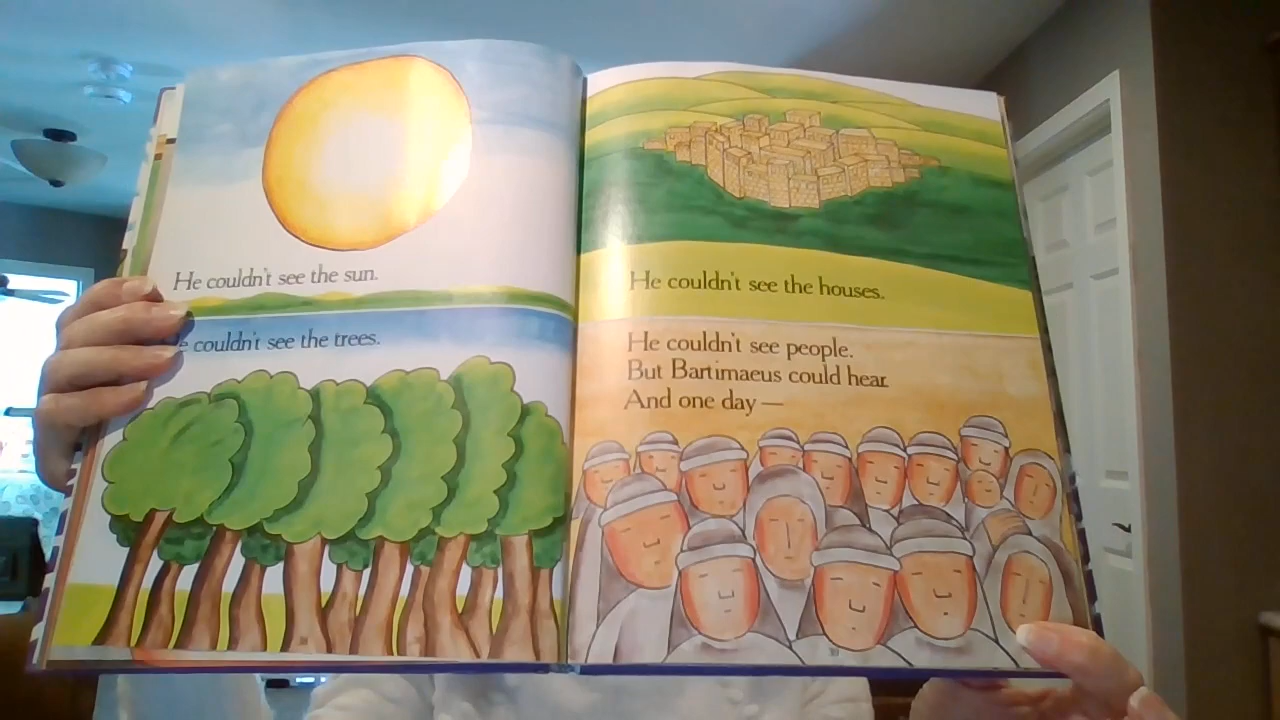 He couldn't see the sun.
He couldn't see the trees.
He couldn't see the houses.
He couldn't see people.
But Bartimaeus could hear.
And one day —